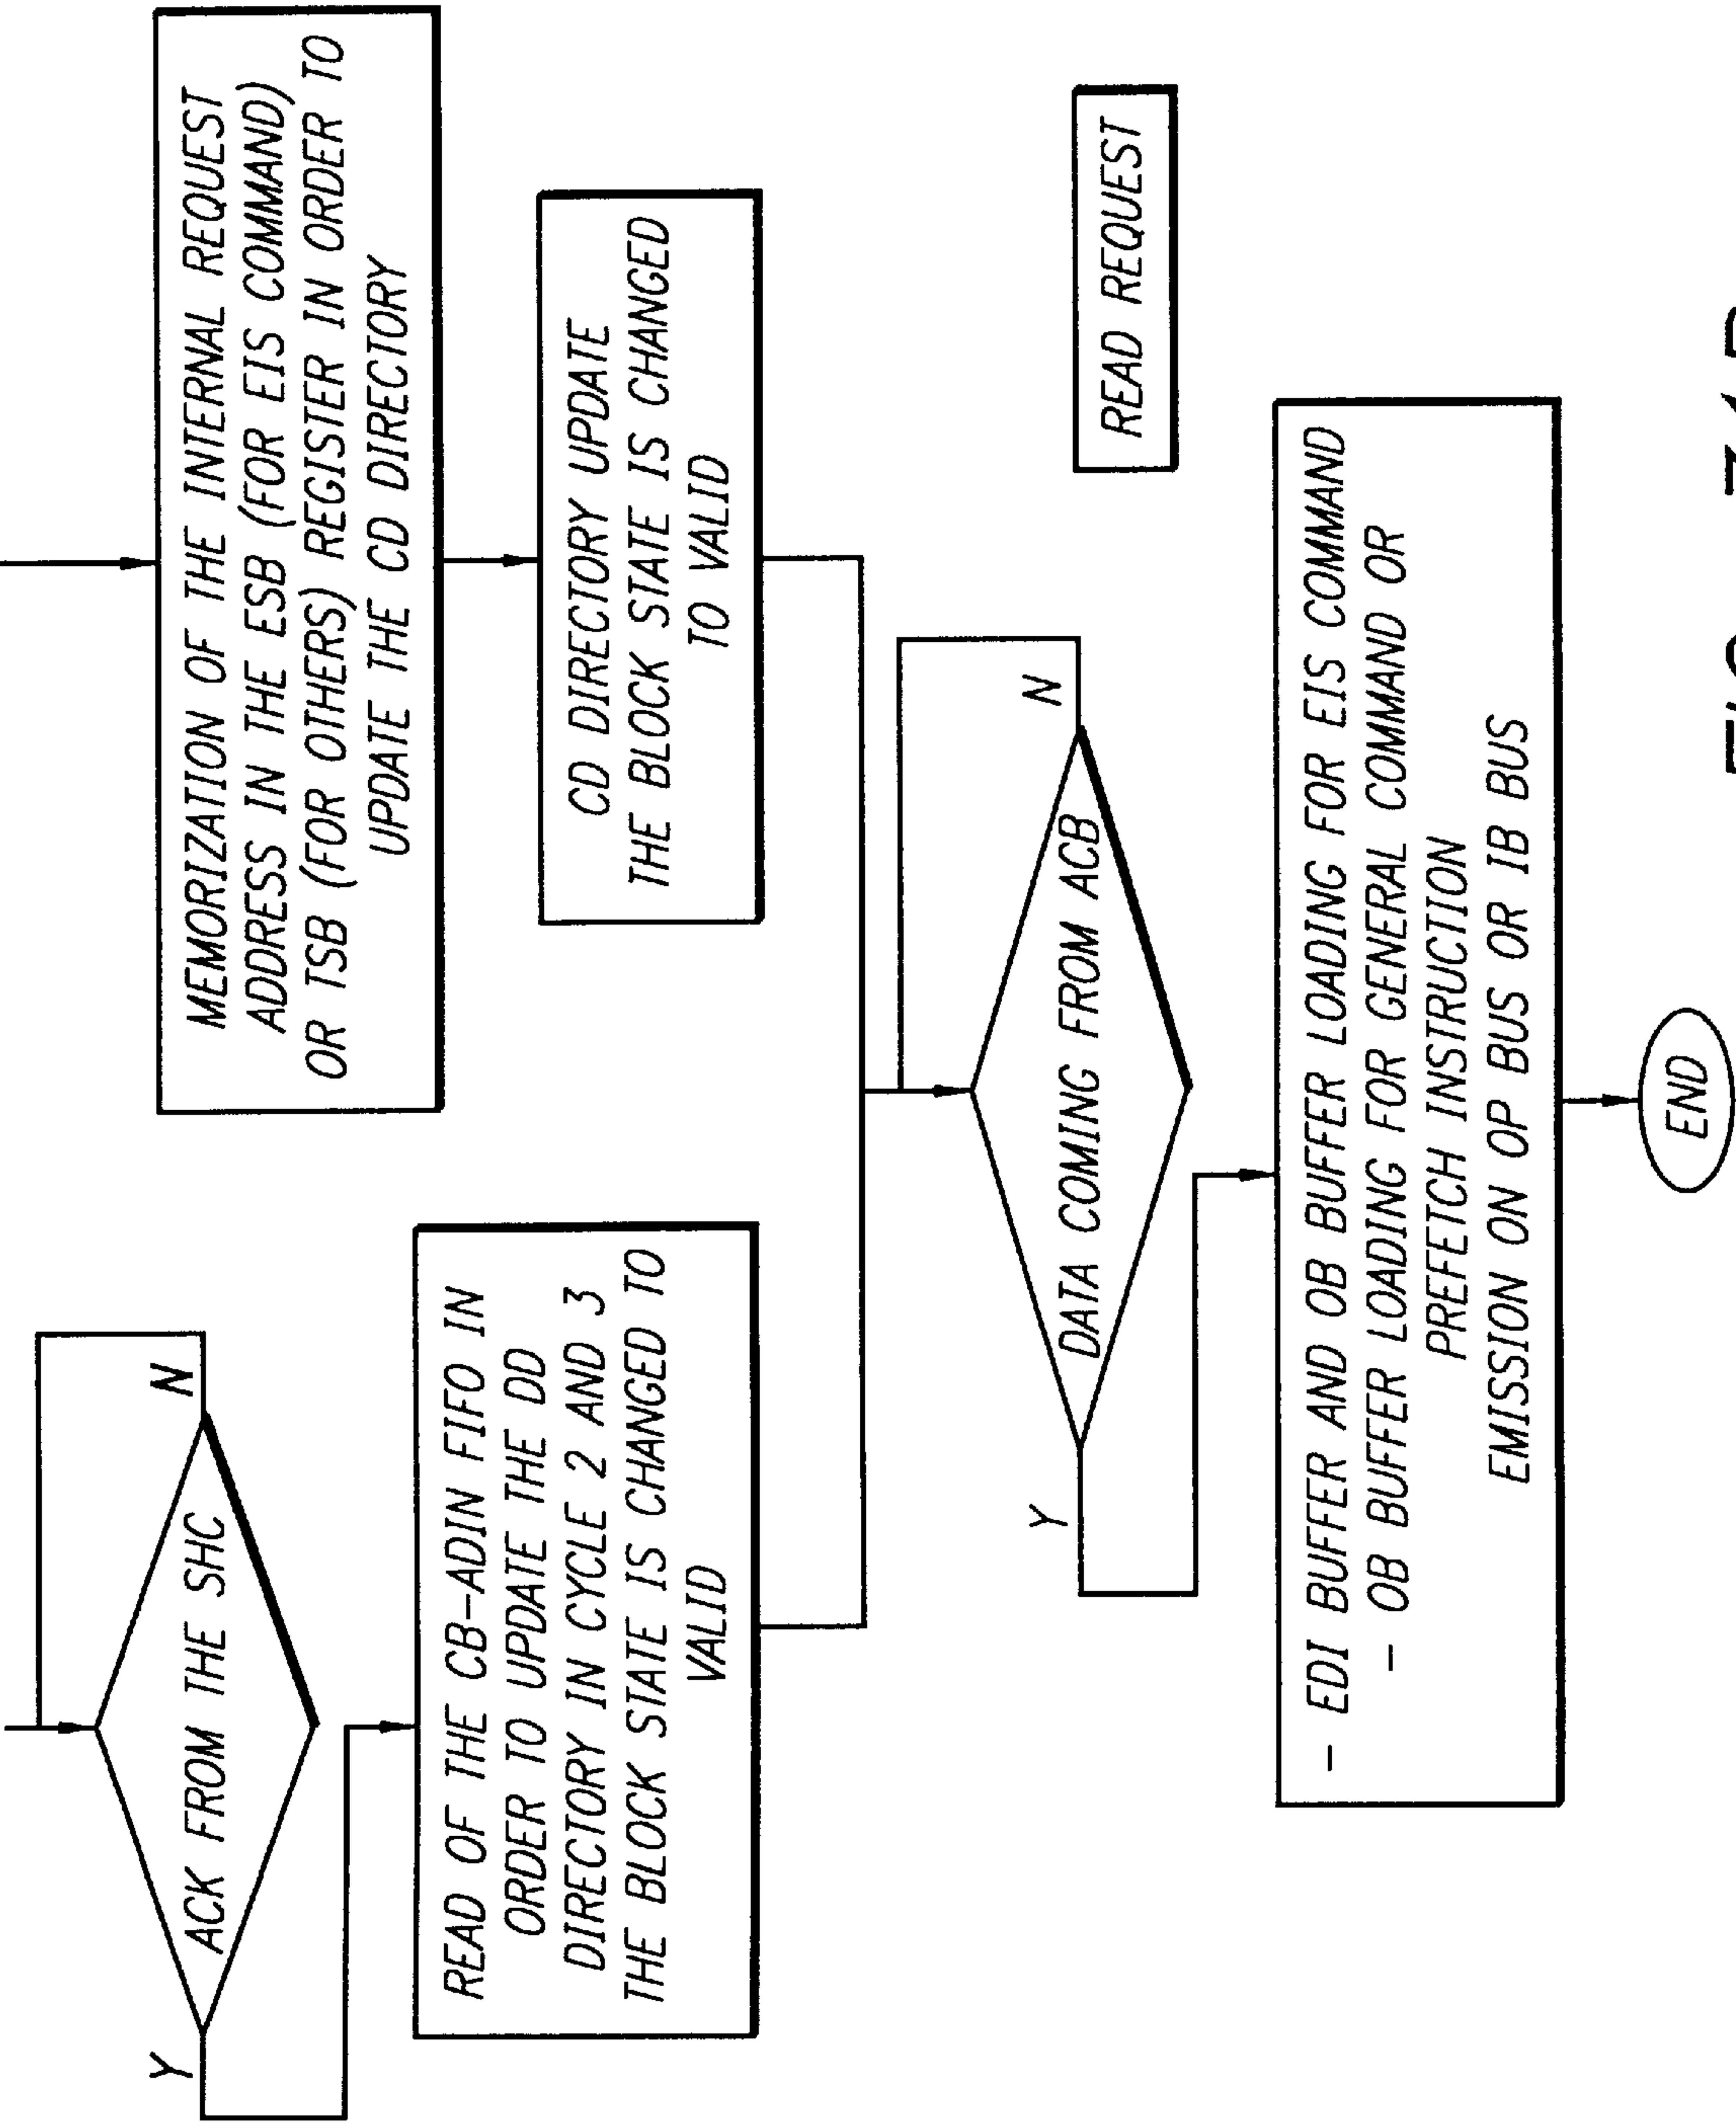 ACK FROM THE SHC
N
Y
READ OF THE CB-ADIN FIFO IN
ORDER TO UPDATE THE DD
DIRECTORY IN CYCLE 2 AND 3
THE BLOCK STATE IS CHANGED TO
VALID
MEMORIZATION OF THE INTERNAL REQUEST
ADDRESS IN THE ESB (FOR EIS COMMAND)
OR TSB (FOR OTHERS) REGISTER IN ORDER TO
UPDATE THE CD DIRECTORY
CD DIRECTORY UPDATE
THE BLOCK STATE IS CHANGED
TO VALID
DATA COMING FROM ACB
N
Y
READ REQUEST
- EDI BUFFER AND OB BUFFER LOADING FOR EIS COMMAND
- OB BUFFER LOADING FOR GENERAL COMMAND OR
PREFETCH INSTRUCTION
EMISSION ON OP BUS OR IB BUS
END